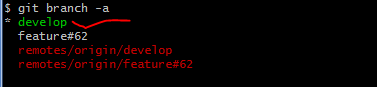 $ git branch -a
* develop
feature#62
remotes/origin/develop
remotes/origin/feature#62